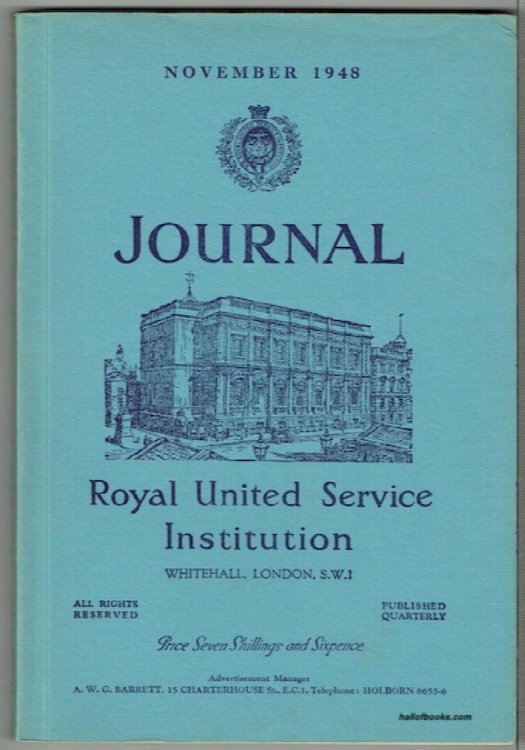 NOVEMBER 1948
JOURNAL
Royal United Service
Institution
WHITEHALL, LONDON, S.W.1
ALL RIGHTS
RESERVED
PUBLISHED
QUARTERLY
Price Seven Shillings and Sixpence
Advertisement Manager
A. W. G. BARRETT, 15 CHARTERHOUSE St., E.C.1. Telephone: HOLBORN 8653-6
hallofbooks.com